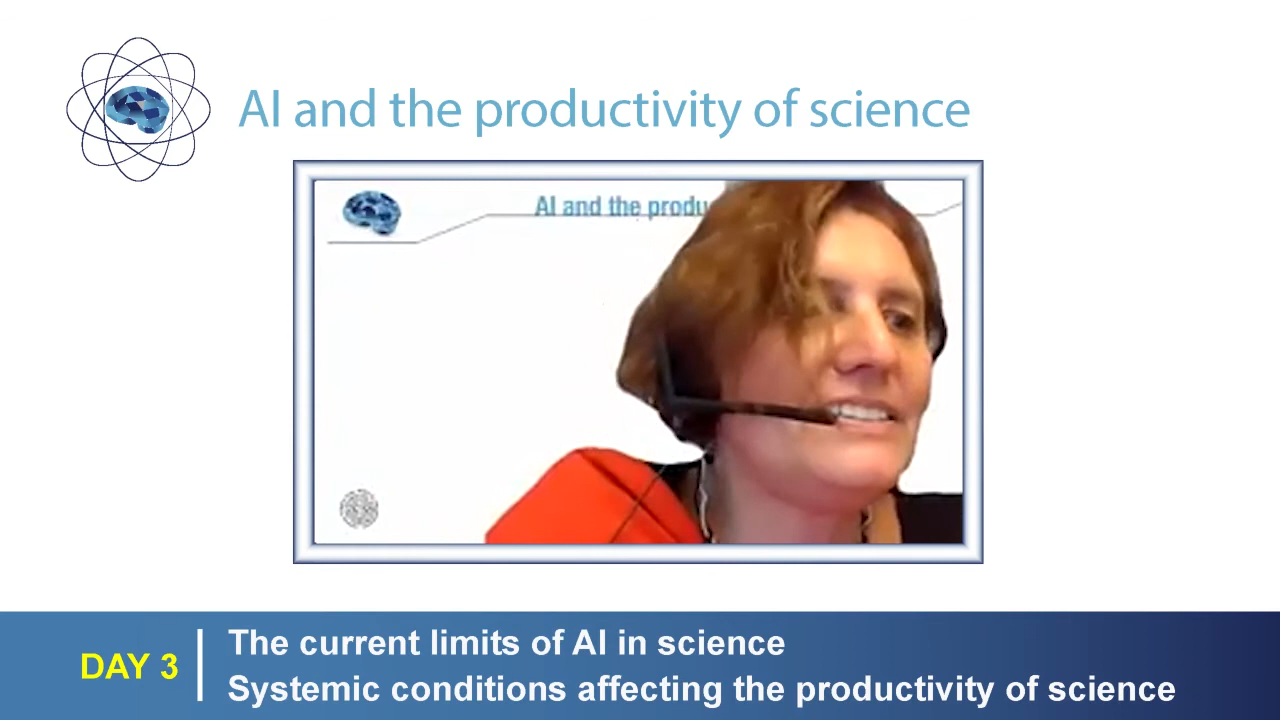 AI and the productivity of science
AI and the produ
DAY 3
The current limits of AI in science
Systemic conditions affecting the productivity of science